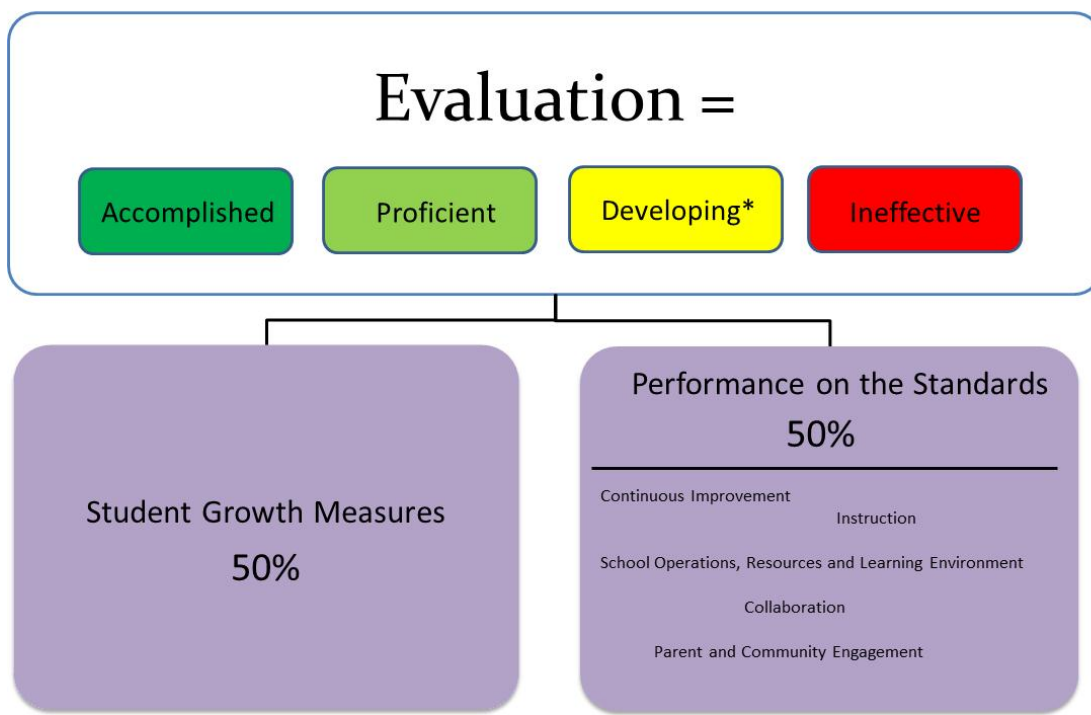 Evaluation =
Accomplished
Proficient
Developing*
Ineffective
Student Growth Measures
50%
Performance on the Standards
50%
Continuous Improvement
Instruction
School Operations, Resources and Learning Environment
Collaboration
Parent and Community Engagement